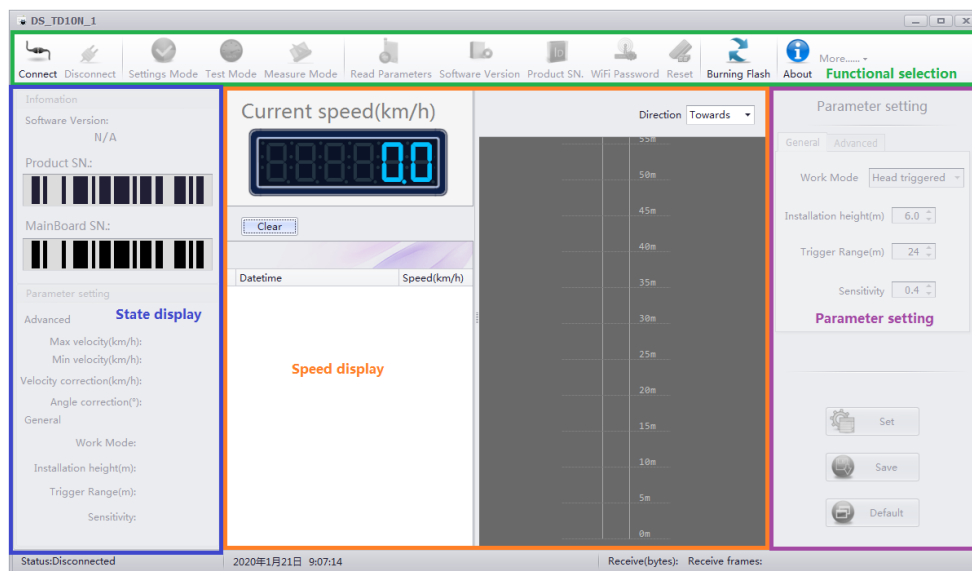 DS_TD10N_1
Connect Disconnect Settings Mode Test Mode Measure Mode Read Parameters Software Version Product SN. WiFi Password Reset Burning Flash About More......
Functional selection
Infomation
Software Version:
N/A
Product SN.:
MainBoard SN.:
Parameter setting
Advanced
State display
Max velocity(km/h):
Min velocity(km/h):
Velocity correction(km/h):
Angle correction(°):
General
Work Mode:
Installation height(m):
Trigger Range(m):
Sensitivity:
Current speed(km/h)
0.0
Clear
Datetime Speed(km/h)
Speed display
Direction Towards
55m
50m
45m
40m
35m
30m
25m
20m
15m
10m
5m
0m
Parameter setting
General Advanced
Work Mode Head triggered
Installation height(m) 6.0
Trigger Range(m) 24
Sensitivity 0.4
Parameter setting
Set
Save
Default
Status:Disconnected 2020年1月21日 9:07:14 Receive(bytes): Receive frames: